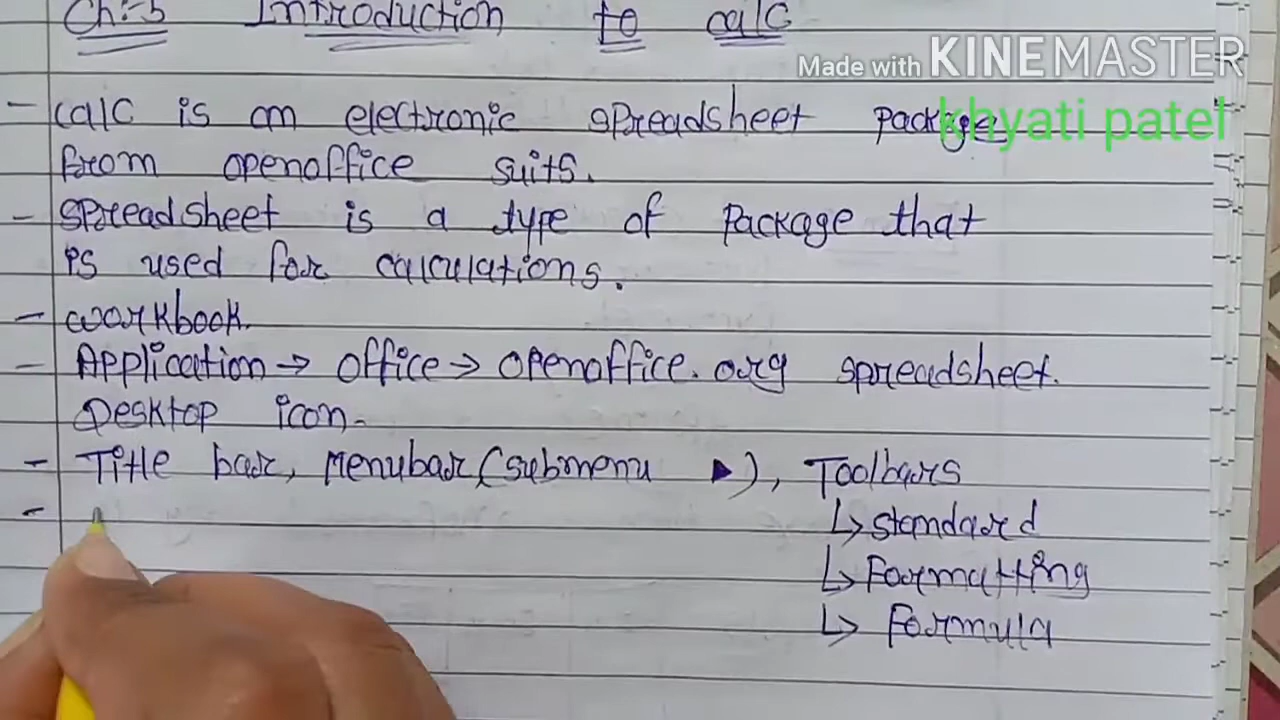 Ch:-5 Introduction to calc
Made with KINEMASTER
khyati patel
- calc is an electronic spreadsheet package
from openoffice suits.
- spreadsheet is a type of package that
is used for calculations.
- workbook.
- Application → office → openoffice.org spreadsheet.
Desktop icon.
- Title bar, Menubar (submenu ▶), Toolbars
↳ standard
↳ Formatting
↳ Formula
-